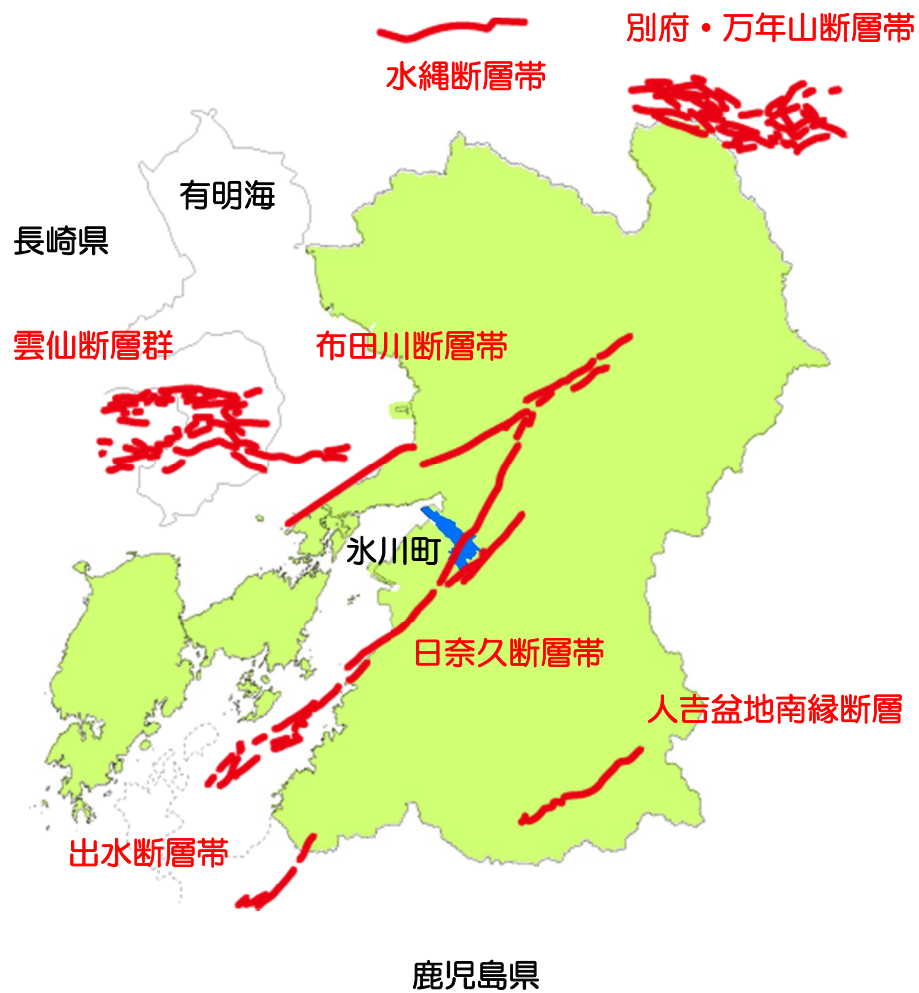 別府・万年山断層帯
水縄断層帯
有明海
長崎県
雲仙断層群
布田川断層帯
氷川町
日奈久断層帯
人吉盆地南縁断層
出水断層帯
鹿児島県